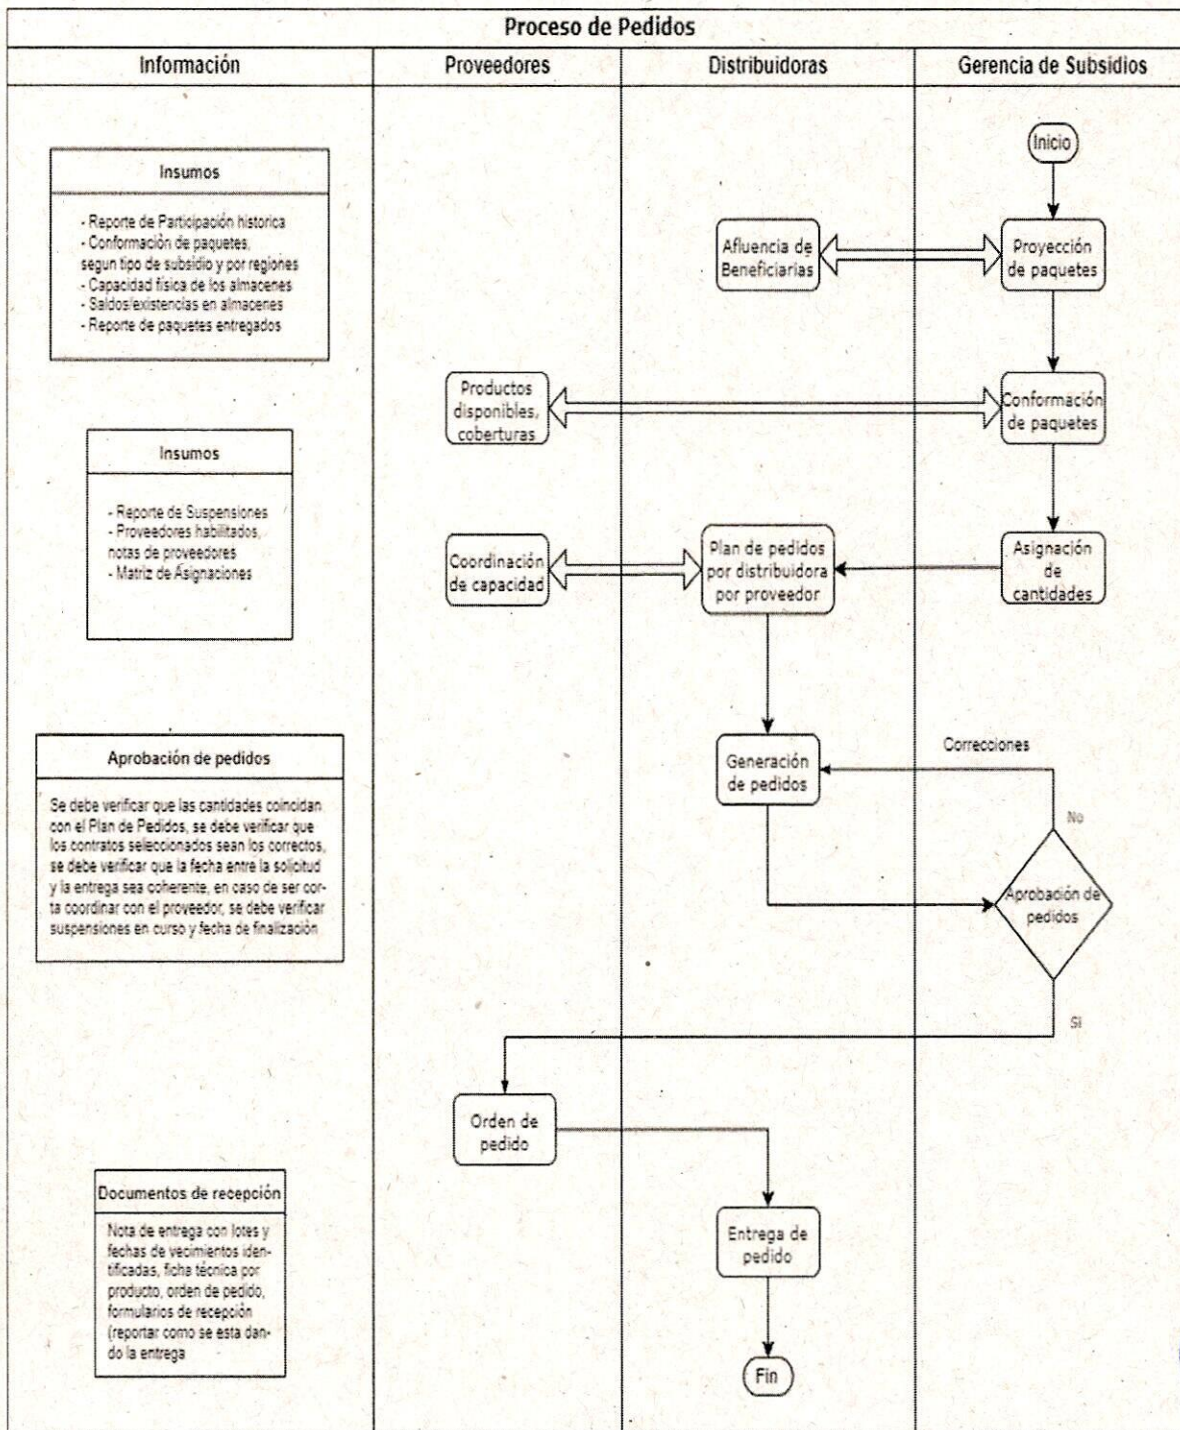 Proceso de Pedidos
Información
Proveedores
Distribuidoras
Gerencia de Subsidios
Inicio
Insumos
- Reporte de Participación historica
- Conformación de paquetes,
segun tipo de subsidio y por regiones
- Capacidad física de los almacenes
- Saldos/existencias en almacenes
- Reporte de paquetes entregados
Afluencia de
Beneficiarias
Proyección
de paquetes
Productos
disponibles,
coberturas
Conformación
de paquetes
Insumos
- Reporte de Suspensiones
- Proveedores habilitados,
notas de proveedores
- Matriz de Asignaciones
Coordinación
de capacidad
Plan de pedidos
por distribuidora
por proveedor
Asignación
de
cantidades
Aprobación de pedidos
Se debe verificar que las cantidades coincidan
con el Plan de Pedidos, se debe verificar que
los contratos seleccionados sean los correctos,
se debe verificar que la fecha entre la solicitud
y la entrega sea coherente, en caso de ser cor-
ta coordinar con el proveedor, se debe verificar
suspensiones en curso y fecha de finalización
Generación
de pedidos
Correcciones
No
Aprobación de
pedidos
Si
Orden de
pedido
Documentos de recepción
Nota de entrega con lotes y
fechas de vecimientos iden-
tificadas, ficha técnica por
producto, orden de pedido,
formularios de recepción
(reportar como se esta dan-
do la entrega
Entrega de
pedido
Fin